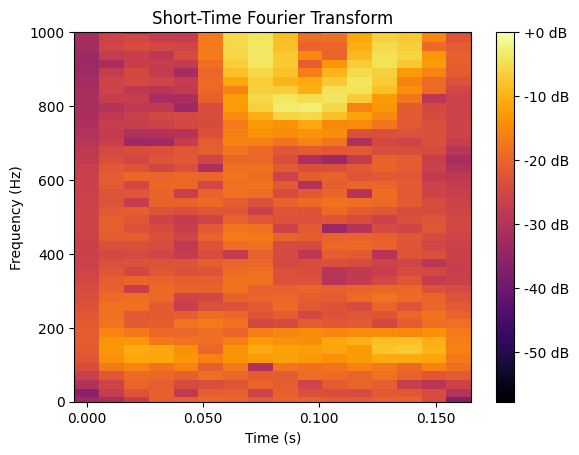 Short-Time Fourier Transform
1000
800
600
400
200
0
Frequency (Hz)
0.000
0.050
0.100
0.150
Time (s)
+0 dB
-10 dB
-20 dB
-30 dB
-40 dB
-50 dB